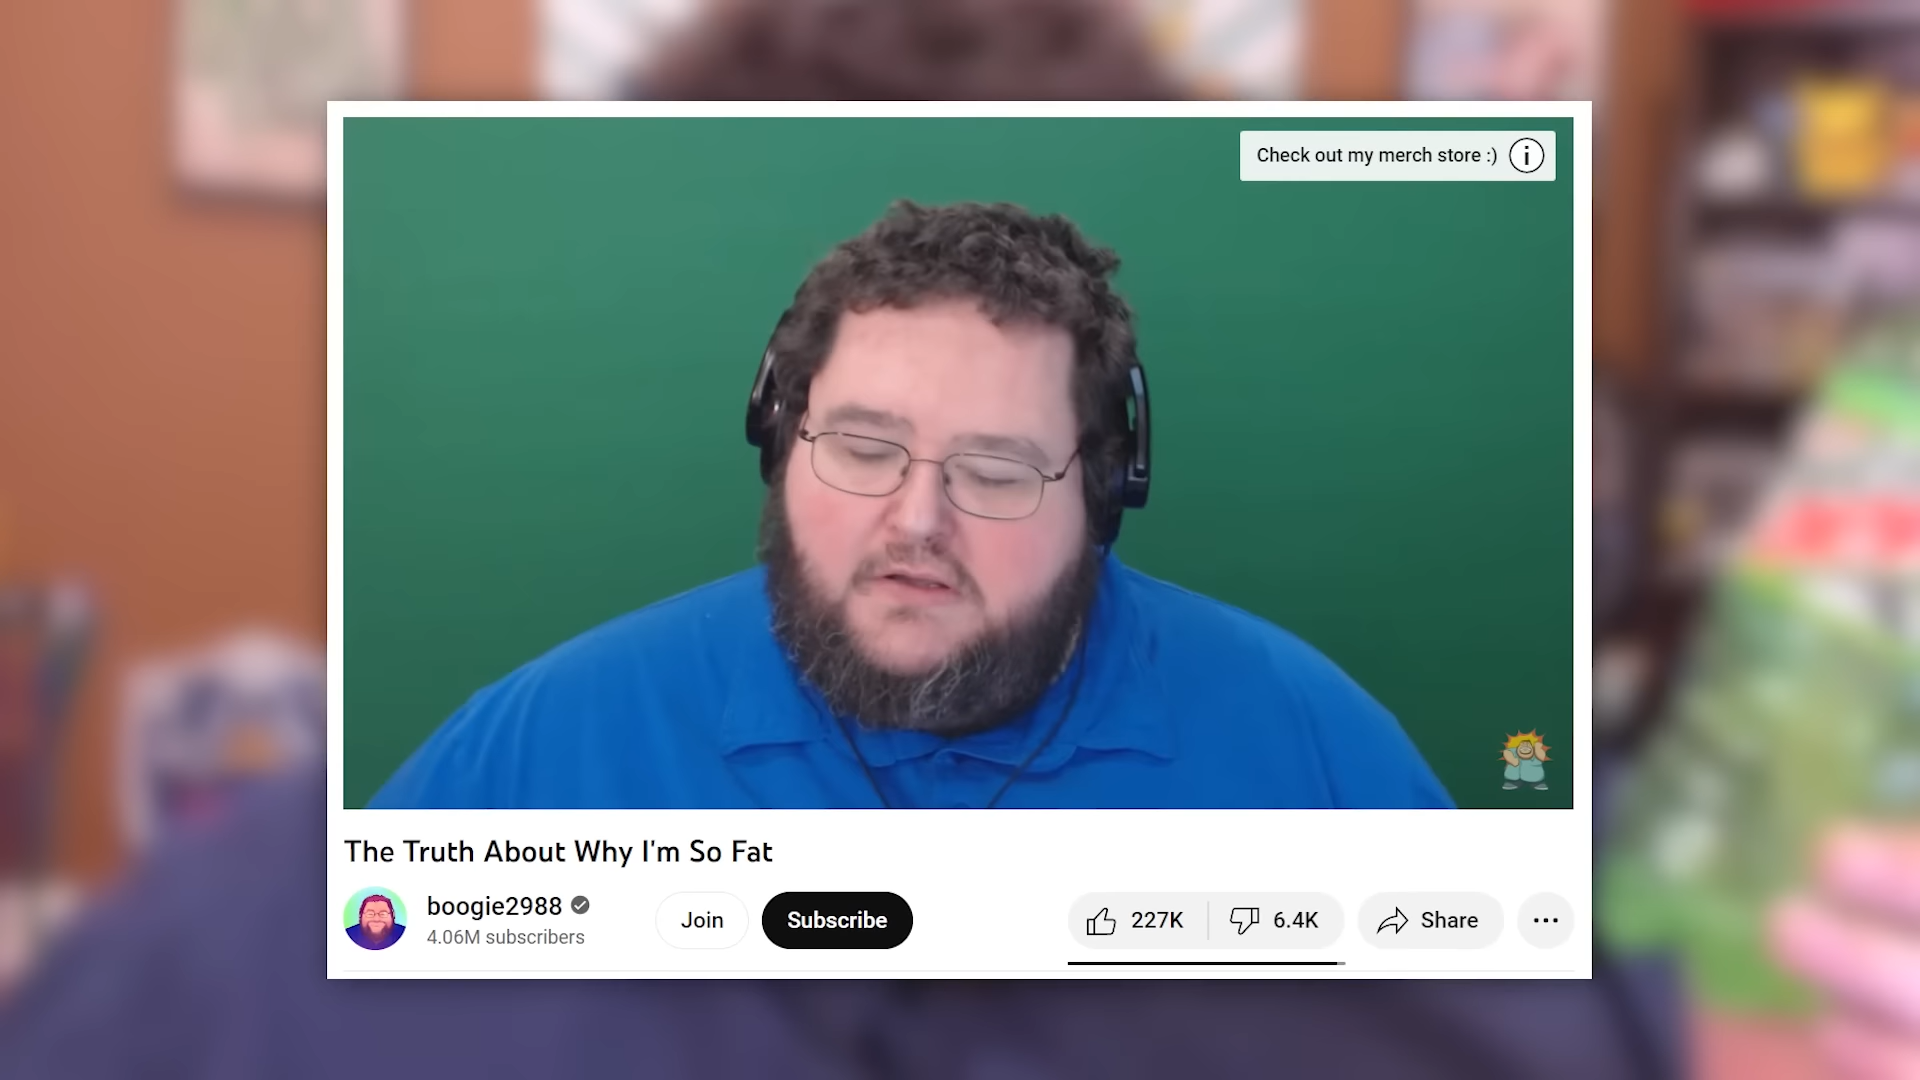 Check out my merch store :)
The Truth About Why I'm So Fat
boogie2988
4.06M subscribers
Join
Subscribe
227K
6.4K
Share